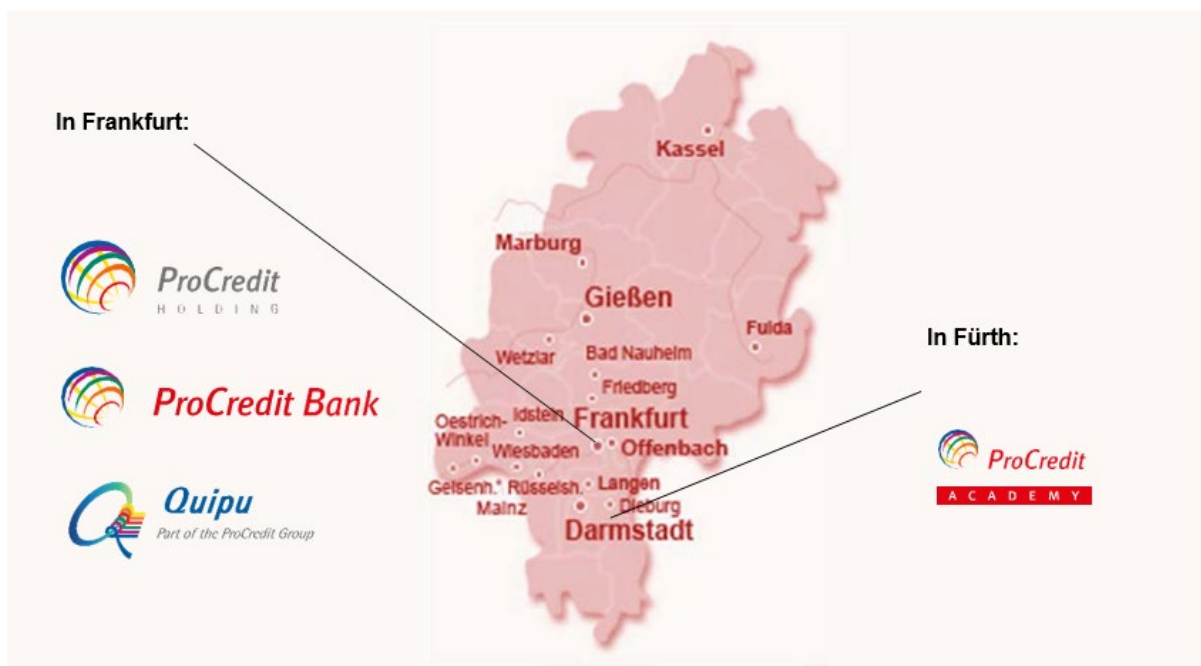 In Frankfurt:
ProCredit
HOLDING
ProCredit Bank
Quipu
Part of the ProCredit Group
Kassel
Marburg
Gießen
Fulda
Wetzlar
Bad Nauheim
Friedberg
Oestrich-
Winkel
Idstein
Frankfurt
Wiesbaden
Offenbach
Geisenh.
Rüsselsh.
Langen
Mainz
Dieburg
Darmstadt
In Fürth:
ProCredit
ACADEMY